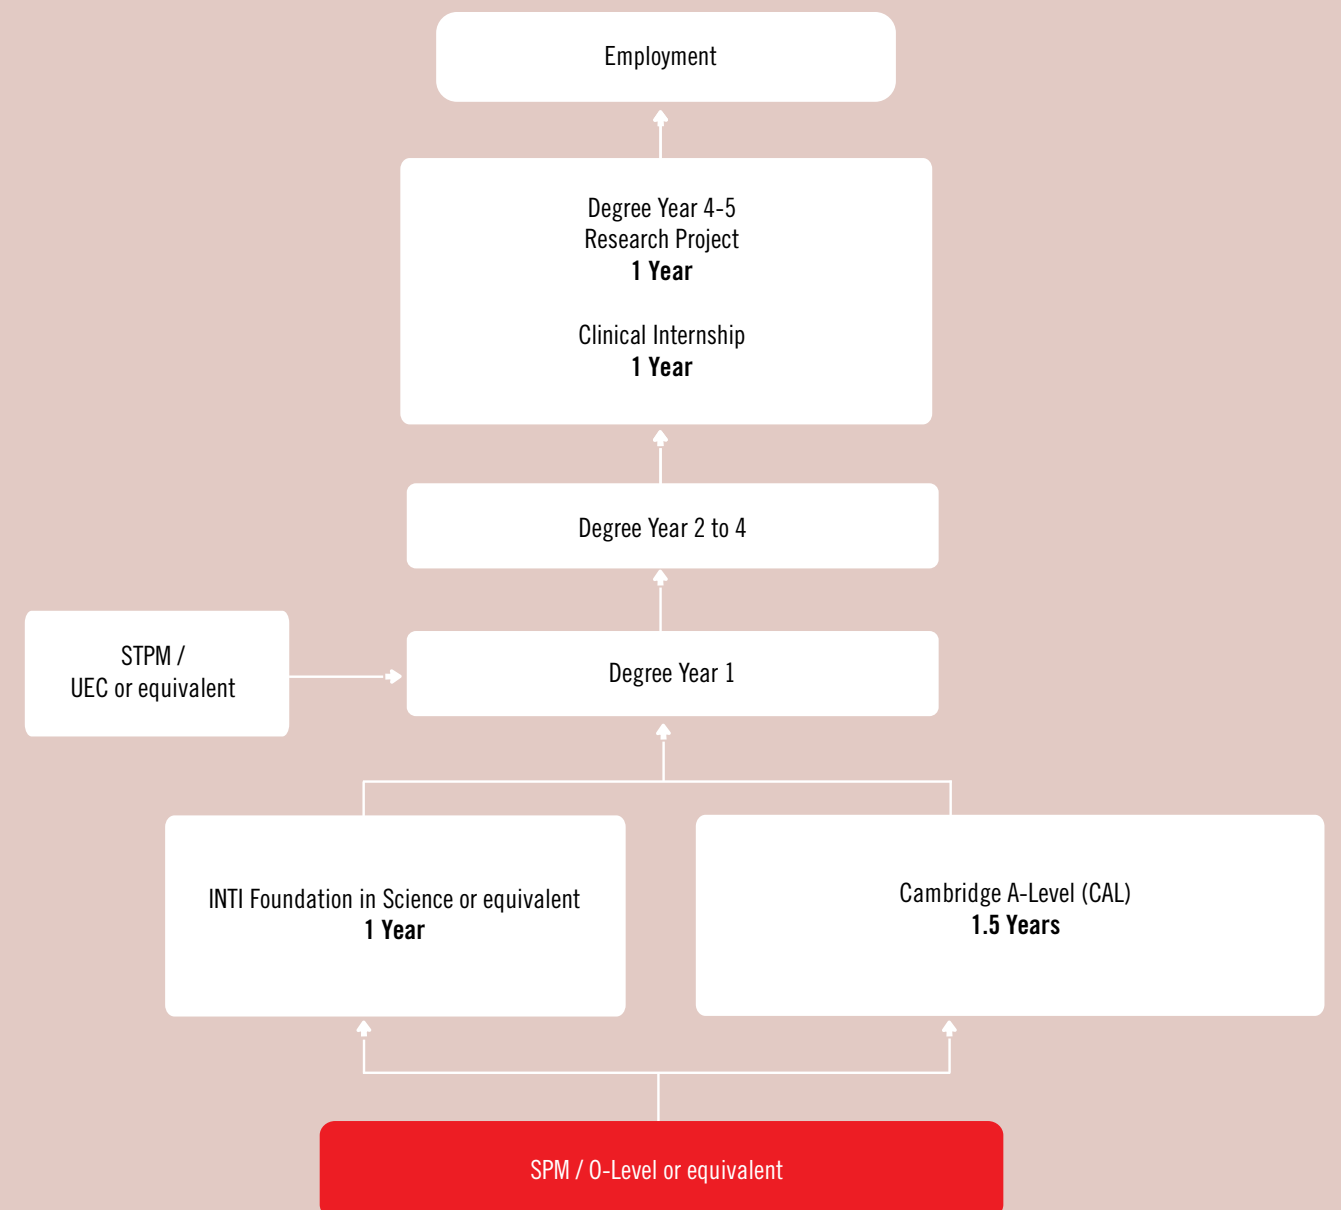 Employment
Degree Year 4-5
Research Project
1 Year
Clinical Internship
1 Year
Degree Year 2 to 4
STPM /
UEC or equivalent
Degree Year 1
INTI Foundation in Science or equivalent
1 Year
Cambridge A-Level (CAL)
1.5 Years
SPM / O-Level or equivalent